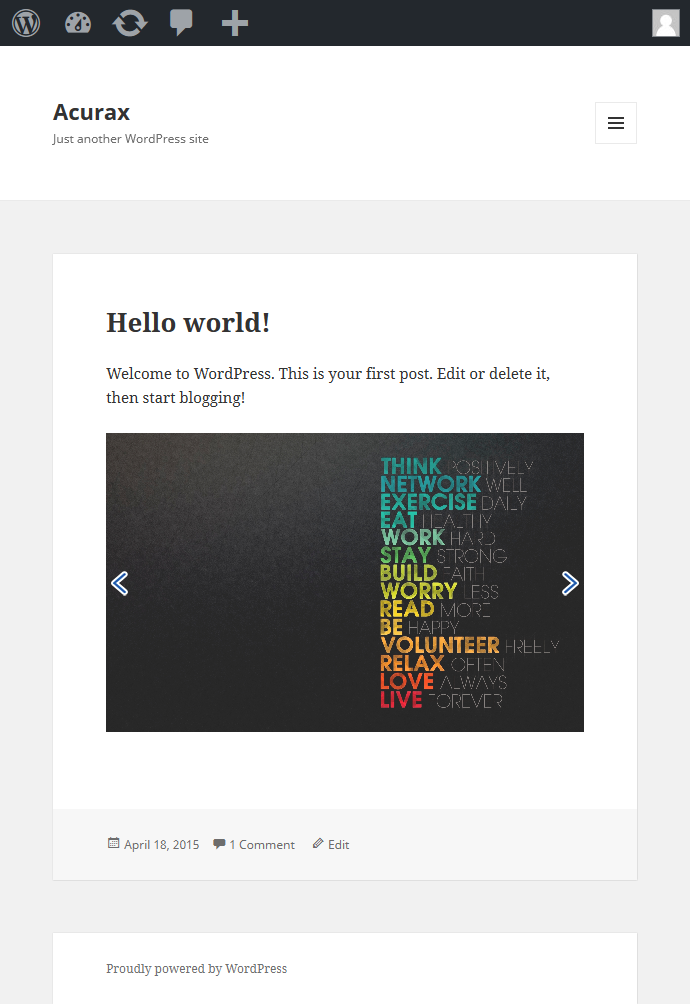 Acurax
Just another WordPress site
Hello world!
Welcome to WordPress. This is your first post. Edit or delete it,
then start blogging!
THINK POSITIVELY
NETWORK WELL
EXERCISE DAILY
EAT HEALTHY
WORK HARD
STAY STRONG
BUILD FAITH
WORRY LESS
READ MORE
BE HAPPY
VOLUNTEER FREELY
RELAX OFTEN
LOVE ALWAYS
LIVE FOREVER
April 18, 2015 1 Comment Edit
Proudly powered by WordPress